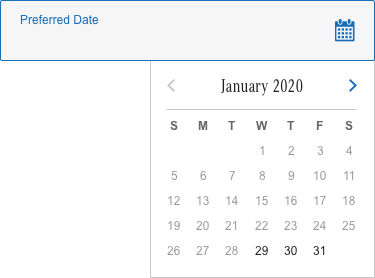 Preferred Date
January 2020
S M T W T F S
1 2 3 4
5 6 7 8 9 10 11
12 13 14 15 16 17 18
19 20 21 22 23 24 25
26 27 28 29 30 31